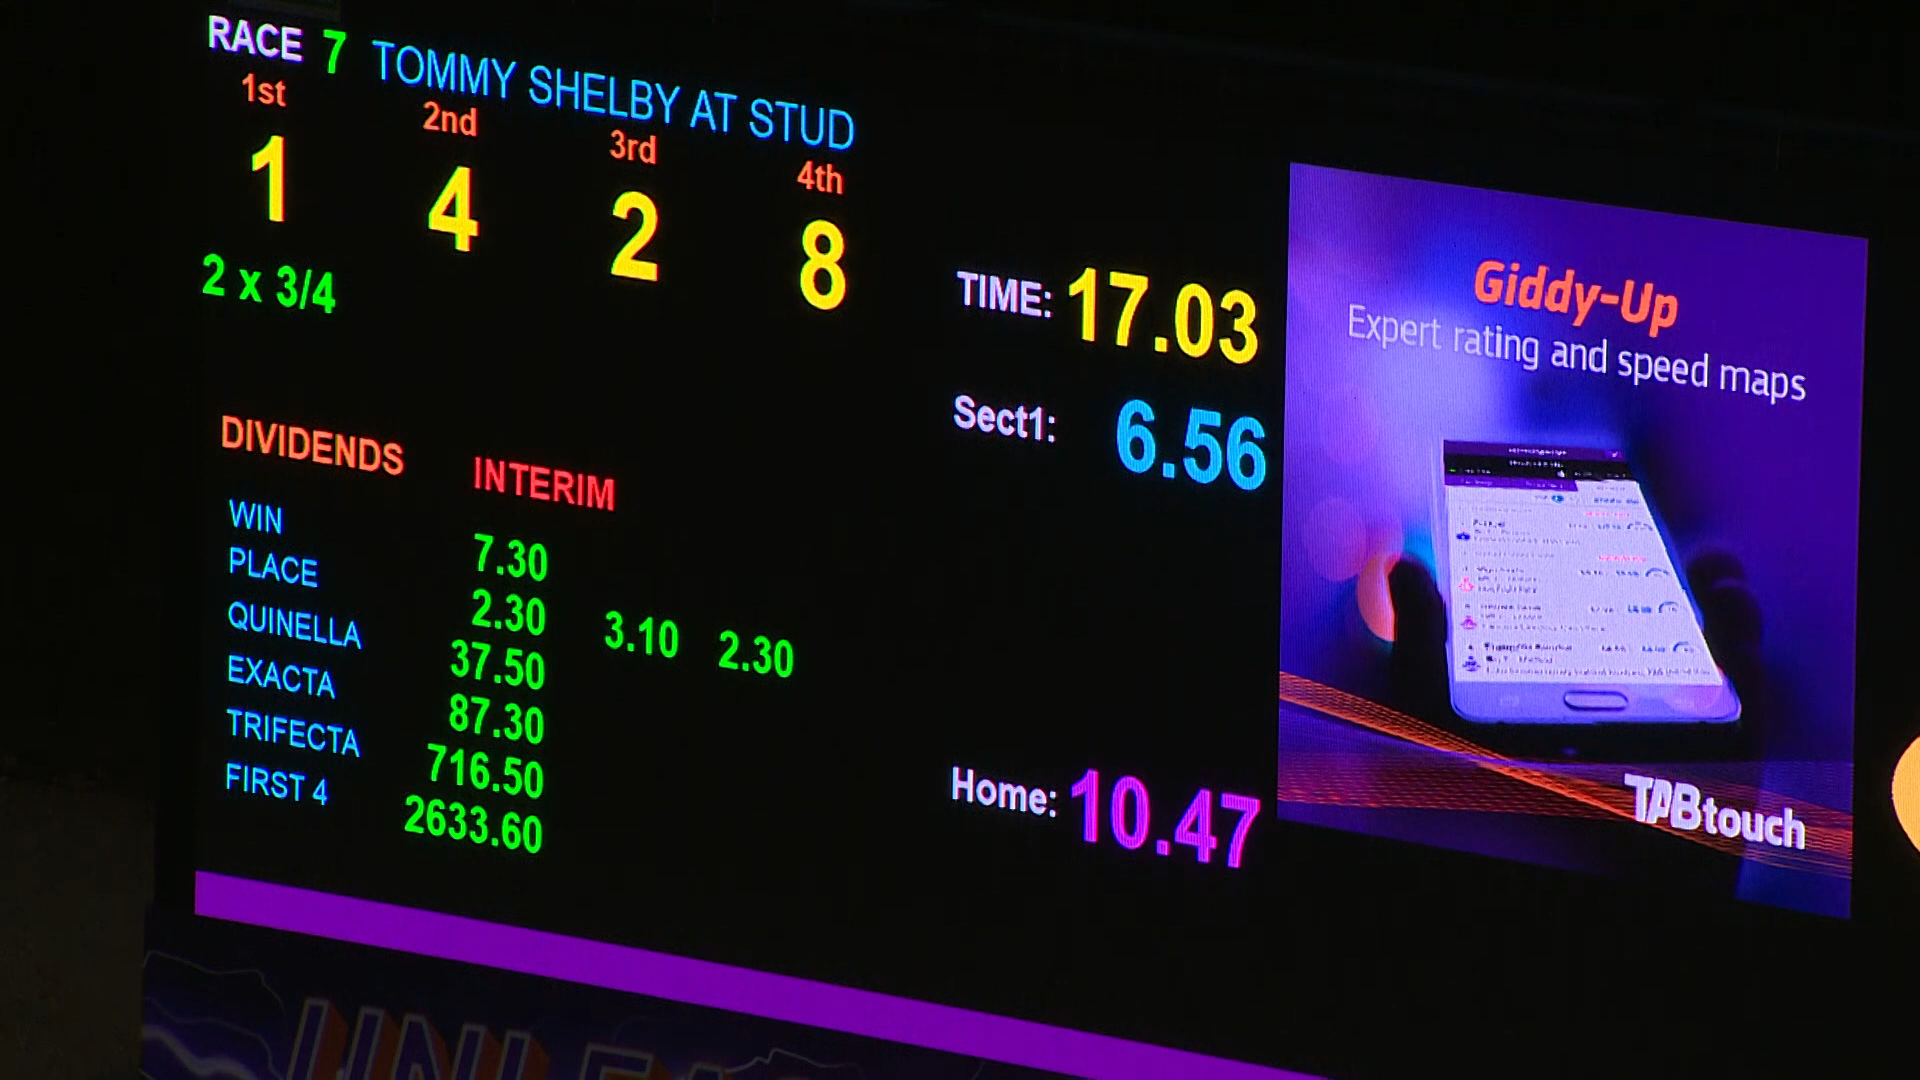 RACE 7 TOMMY SHELBY AT STUD
1st 2nd 3rd 4th
1 4 2 8
2 x 3/4
TIME: 17.03
Sect1: 6.56
DIVIDENDS INTERIM
WIN 7.30
PLACE 2.30 3.10 2.30
QUINELLA 37.50
EXACTA 87.30
TRIFECTA 716.50
FIRST 4 2633.60
Home: 10.47
Giddy-Up
Expert rating and speed maps
TABtouch